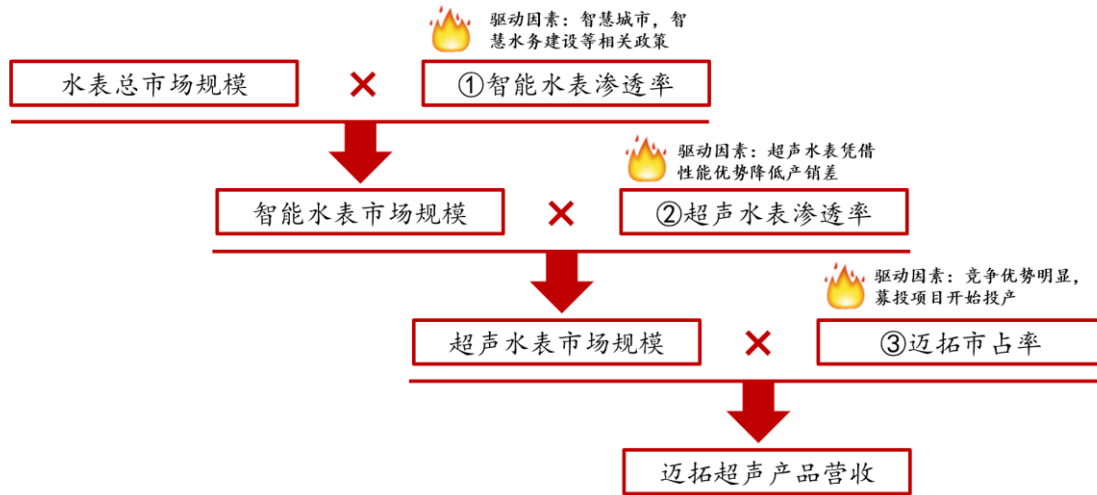 驱动因素：智慧城市，智
慧水务建设等相关政策
水表总市场规模 × ①智能水表渗透率
驱动因素：超声水表凭借
性能优势降低产销差
智能水表市场规模 × ②超声水表渗透率
驱动因素：竞争优势明显，
募投项目开始投产
超声水表市场规模 × ③迈拓市占率
迈拓超声产品营收